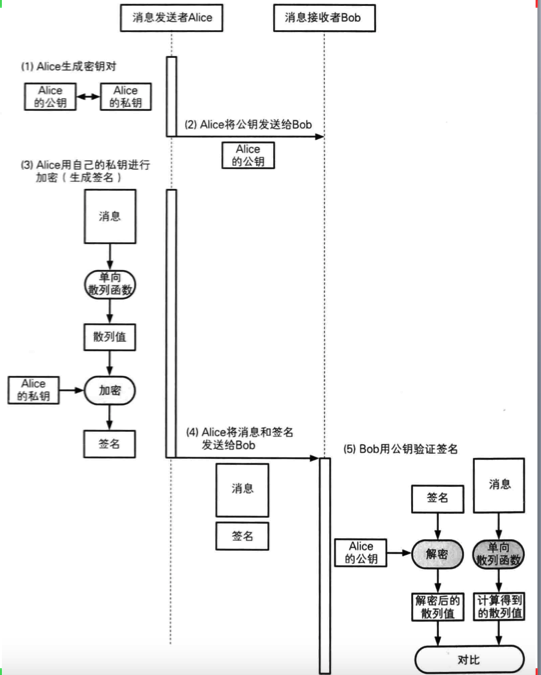 消息发送者Alice
消息接收者Bob
(1) Alice生成密钥对
Alice
的公钥
Alice
的私钥
(2) Alice将公钥发送给Bob
Alice
的公钥
(3) Alice用自己的私钥进行
加密（生成签名）
消息
单向
散列函数
散列值
Alice
的私钥
加密
签名
(4) Alice将消息和签名
发送给Bob
消息
签名
(5) Bob用公钥验证签名
签名
消息
Alice
的公钥
解密
单向
散列函数
解密后的
散列值
计算得到
的散列值
对比